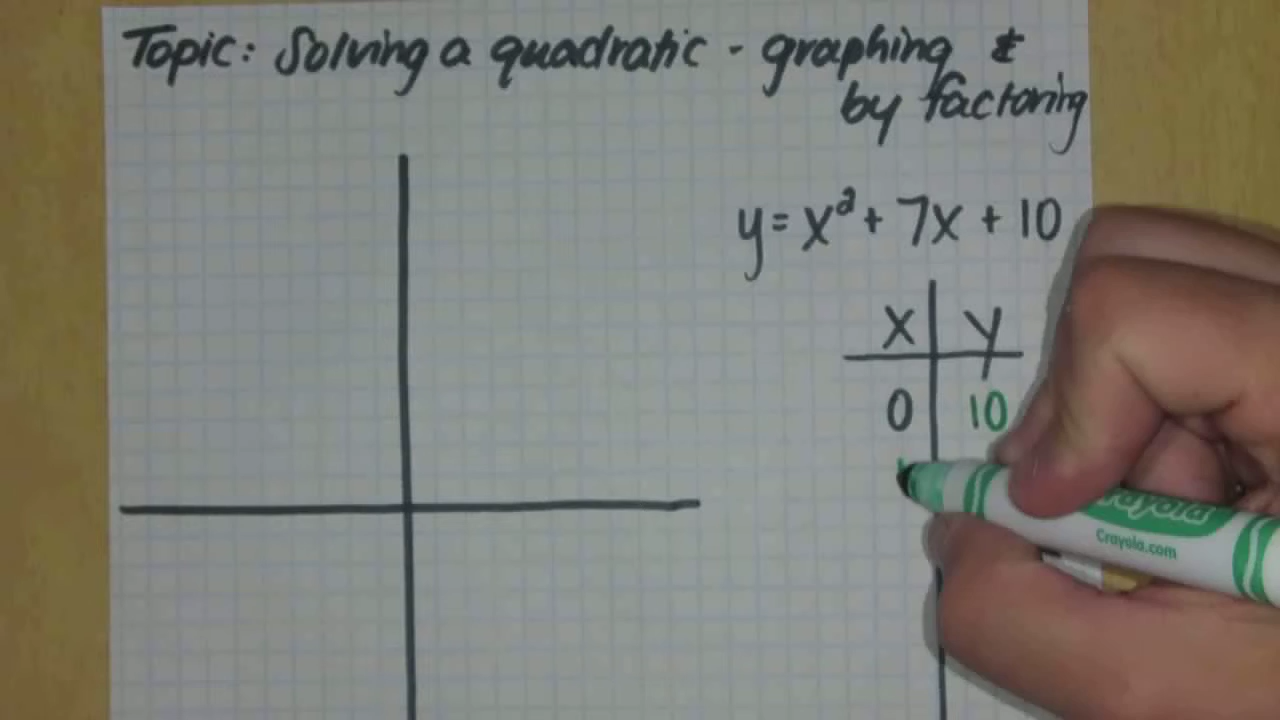 Topic: Solving a quadratic - graphing &
by factoring
y = x² + 7x + 10
X Y
0 10
Crayola
Crayola.com